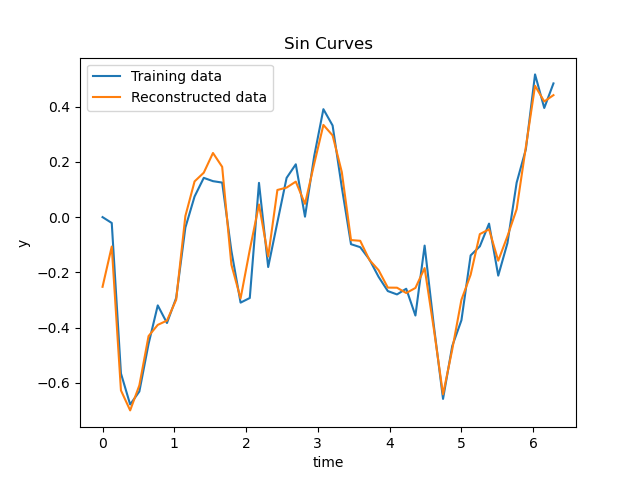 Sin Curves
Training data
Reconstructed data
0.4
0.2
0.0
−0.2
−0.4
−0.6
y
0 1 2 3 4 5 6
time